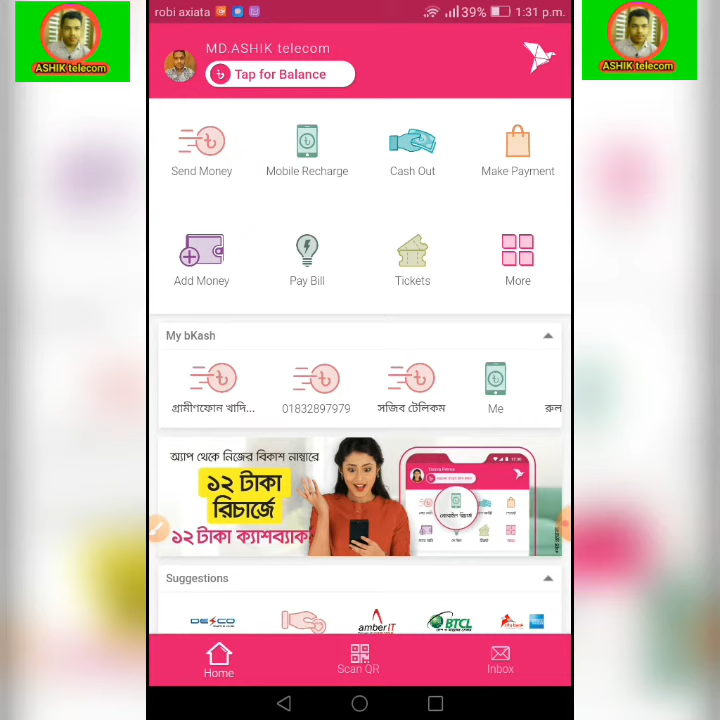 robi axiata
39%
1:31 p.m.
ASHIK telecom
ASHIK telecom
MD.ASHIK telecom
Tap for Balance
Send Money
Mobile Recharge
Cash Out
Make Payment
Add Money
Pay Bill
Tickets
More
My bKash
গ্রামীণফোন খাদি...
01832897979
সজিব টেলিকম
Me
রুল
অ্যাপ থেকে নিজের বিকাশ নাম্বারে
১২ টাকা
রিচার্জে
১২ টাকা ক্যাশব্যাক
Suggestions
DESCO
amber IT
BTCL
Home
Scan QR
Inbox